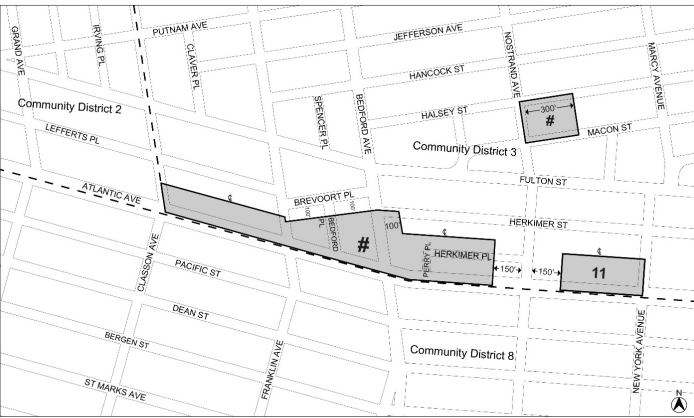 PUTNAM AVE
JEFFERSON AVE
GRAND AVE
IRVING PL
CLAVER PL
NOSTRAND AVE
MARCY AVENUE
HANCOCK ST
Community District 2
SPENCER PL
BEDFORD AVE
HALSEY ST
300'
#
MACON ST
LEFFERTS PL
Community District 3
FULTON ST
ATLANTIC AVE
℄
BREVOORT PL
100'
100'
HERKIMER ST
BEDFORD PL
100'
#
℄
PERRY PL
HERKIMER PL
150'
150'
℄
11
CLASSON AVE
PACIFIC ST
DEAN ST
BERGEN ST
FRANKLIN AVE
Community District 8
NEW YORK AVENUE
ST MARKS AVE
N